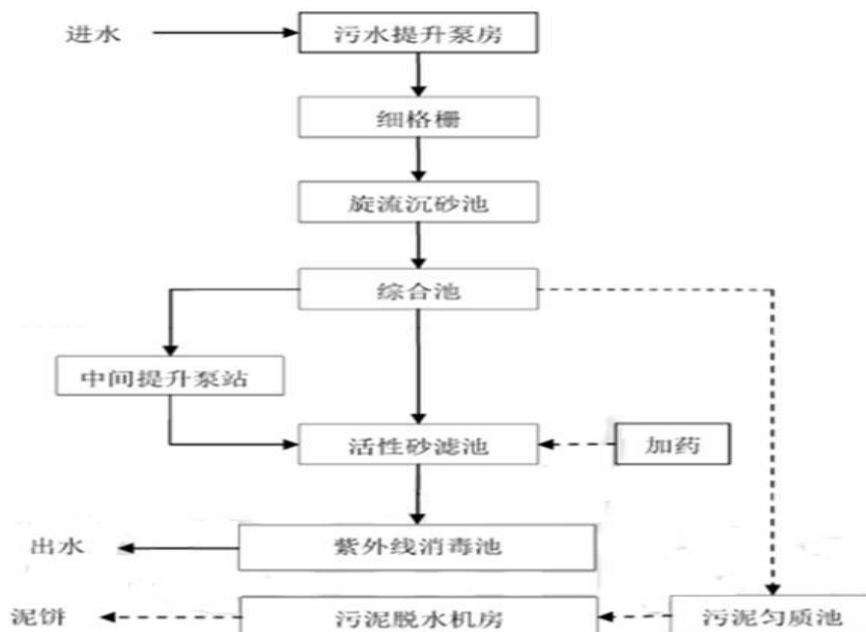 进水
污水提升泵房
细格栅
旋流沉砂池
综合池
中间提升泵站
活性砂滤池
加药
出水
紫外线消毒池
泥饼
污泥脱水机房
污泥匀质池